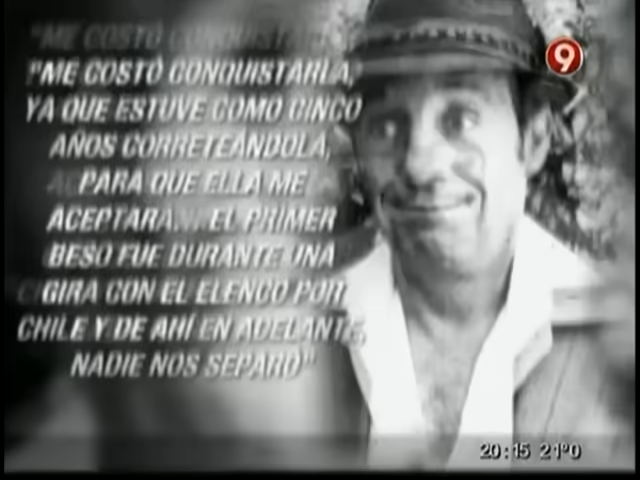 "ME COSTÓ CONQUISTARLA,
YA QUE ESTUVE COMO CINCO
AÑOS CORRETEÁNDOLA,
PARA QUE ELLA ME
ACEPTARA... EL PRIMER
BESO FUE DURANTE UNA
GIRA CON EL ELENCO POR
CHILE Y DE AHÍ EN ADELANTE,
NADIE NOS SEPARÓ"
9
20:15 21°0